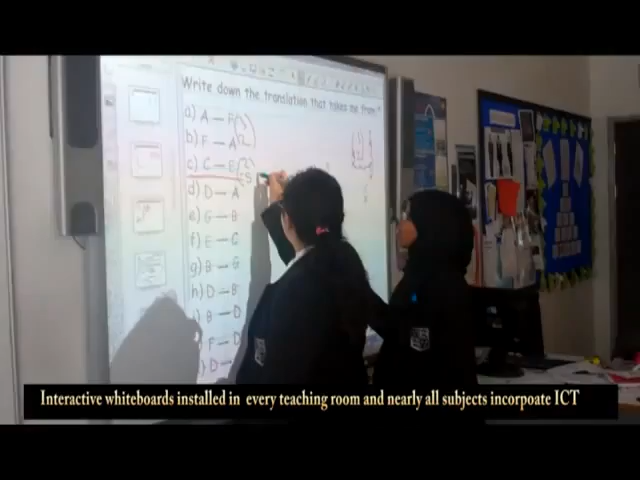 Write down the translation that takes me from:
a) A – F
b) F – A
c) C – E
d) D – A
e) G – B
f) E – C
g) B – G
h) D – B
i) B – D
F – D
Interactive whiteboards installed in every teaching room and nearly all subjects incorpoate ICT